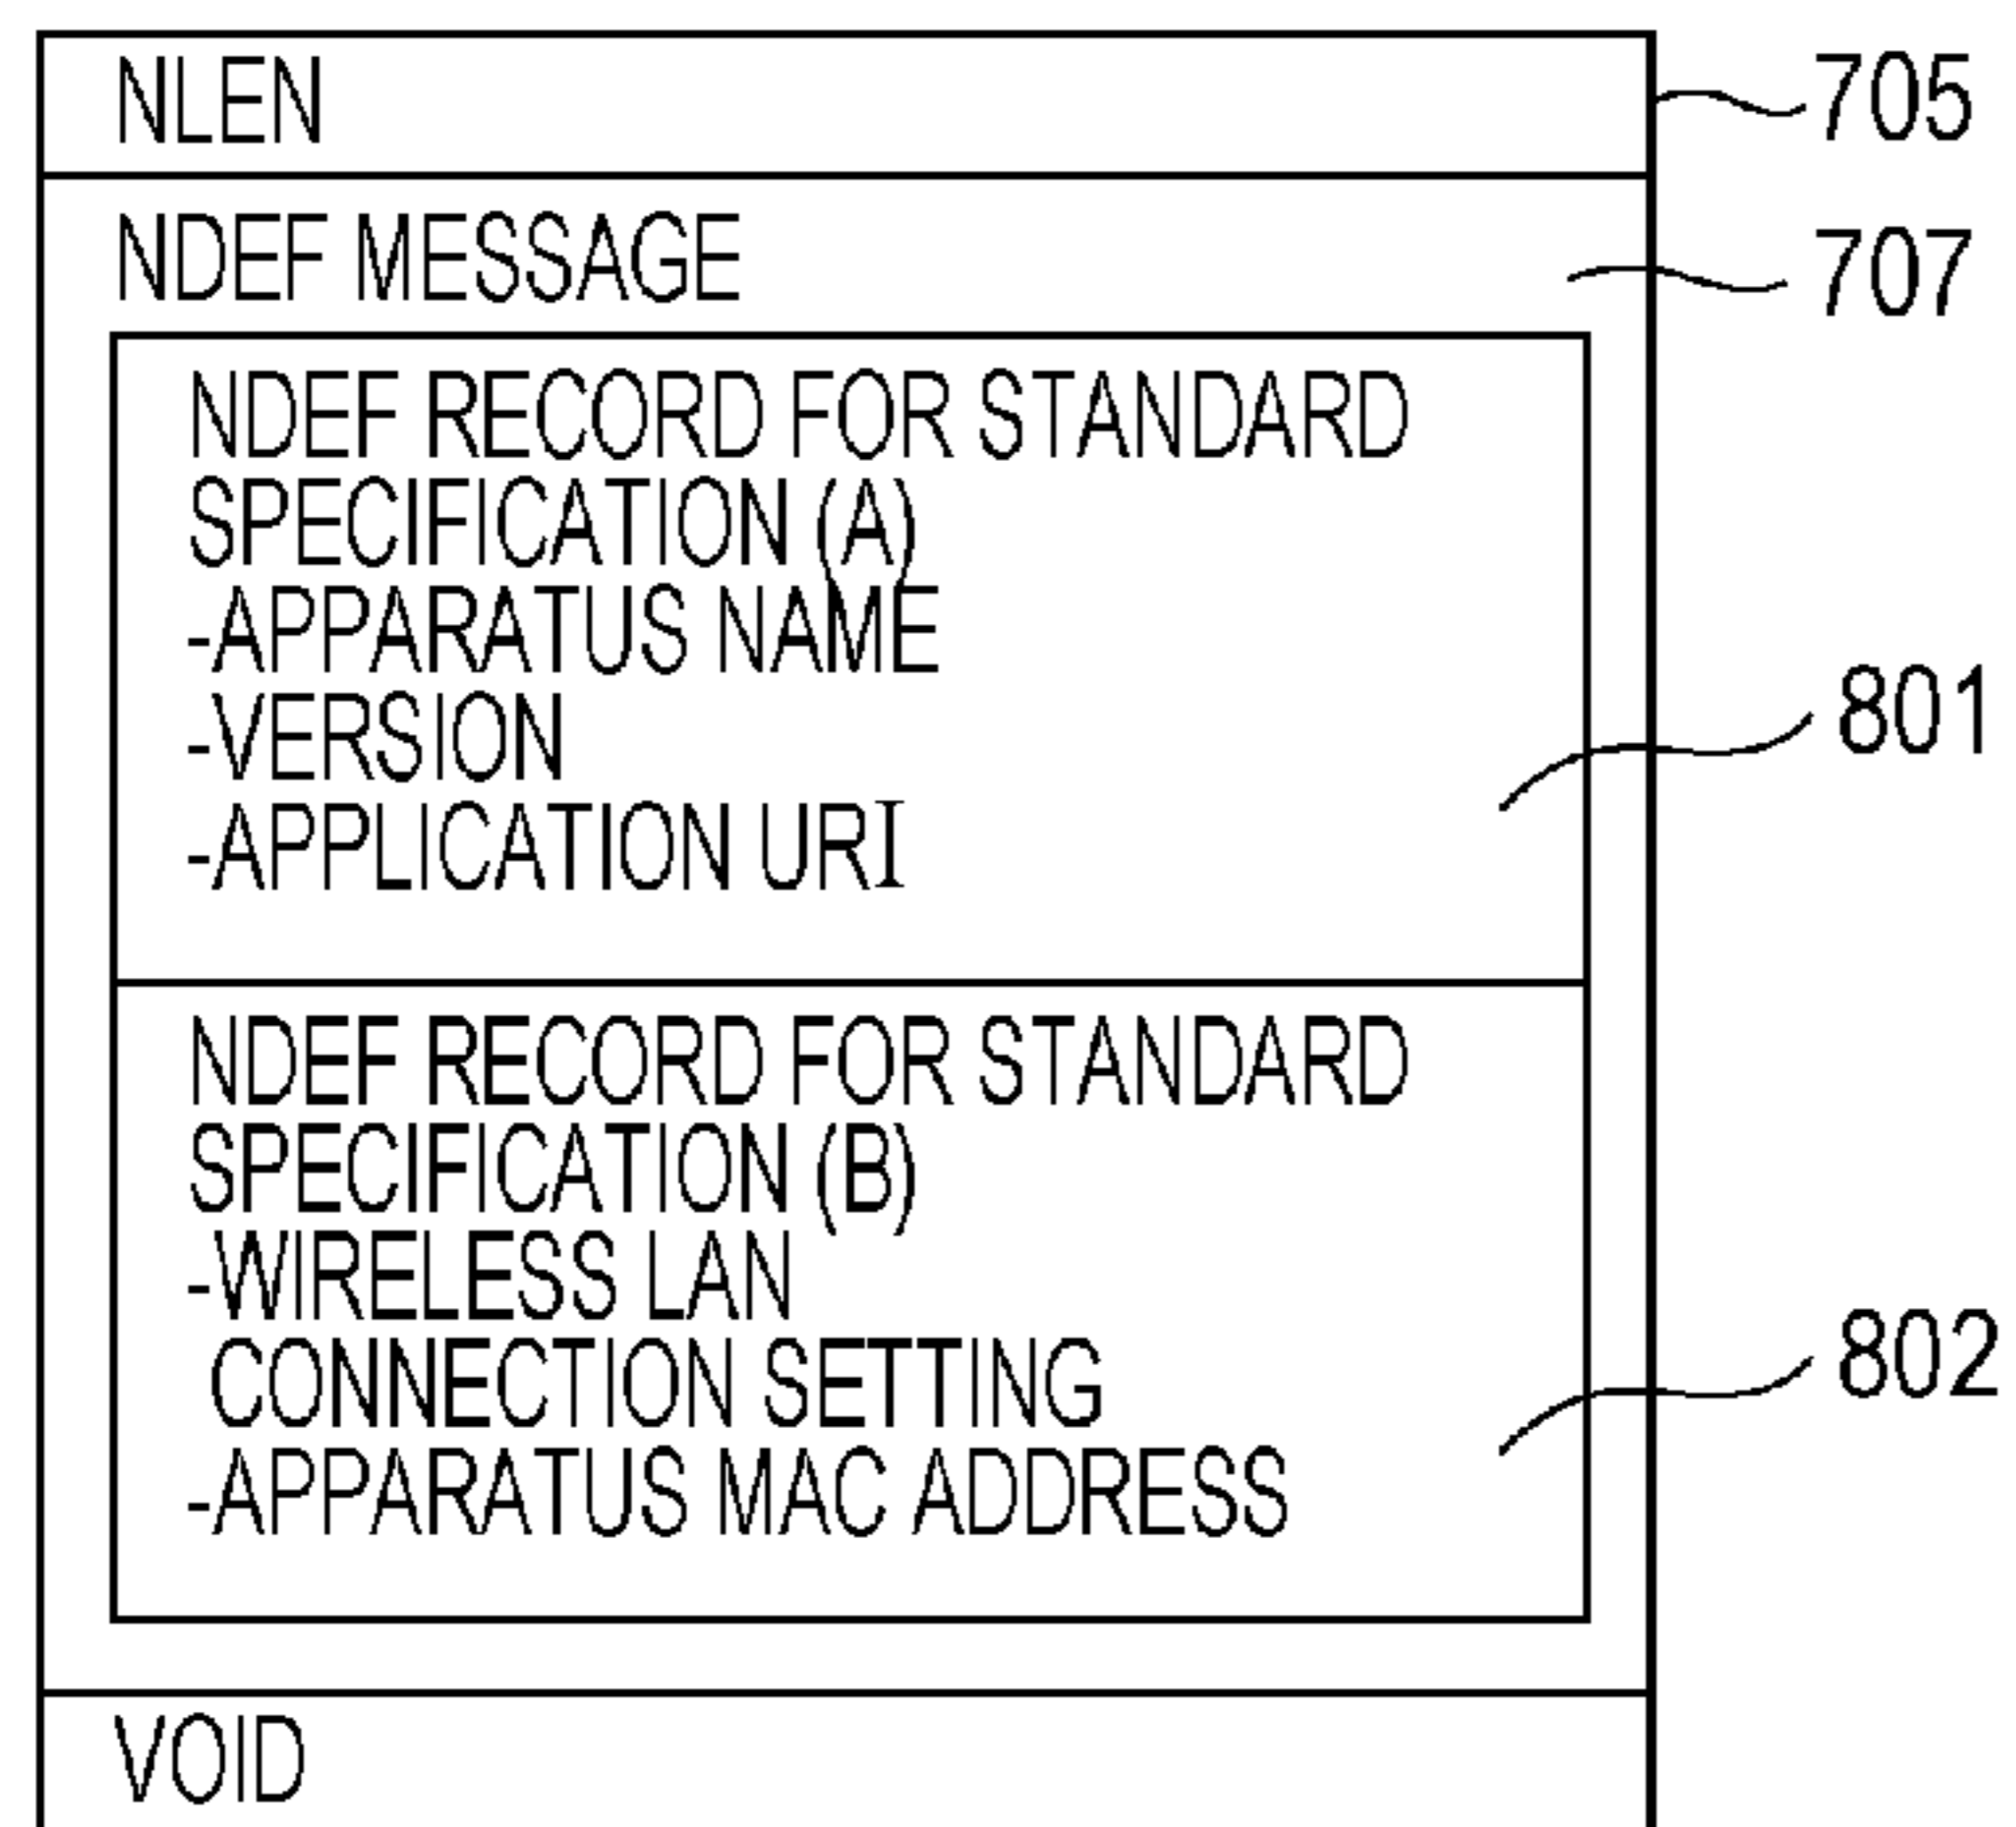 NLEN
705
NDEF MESSAGE
707
NDEF RECORD FOR STANDARD
SPECIFICATION (A)
-APPARATUS NAME
-VERSION
-APPLICATION URI
801
NDEF RECORD FOR STANDARD
SPECIFICATION (B)
-WIRELESS LAN
CONNECTION SETTING
-APPARATUS MAC ADDRESS
802
VOID